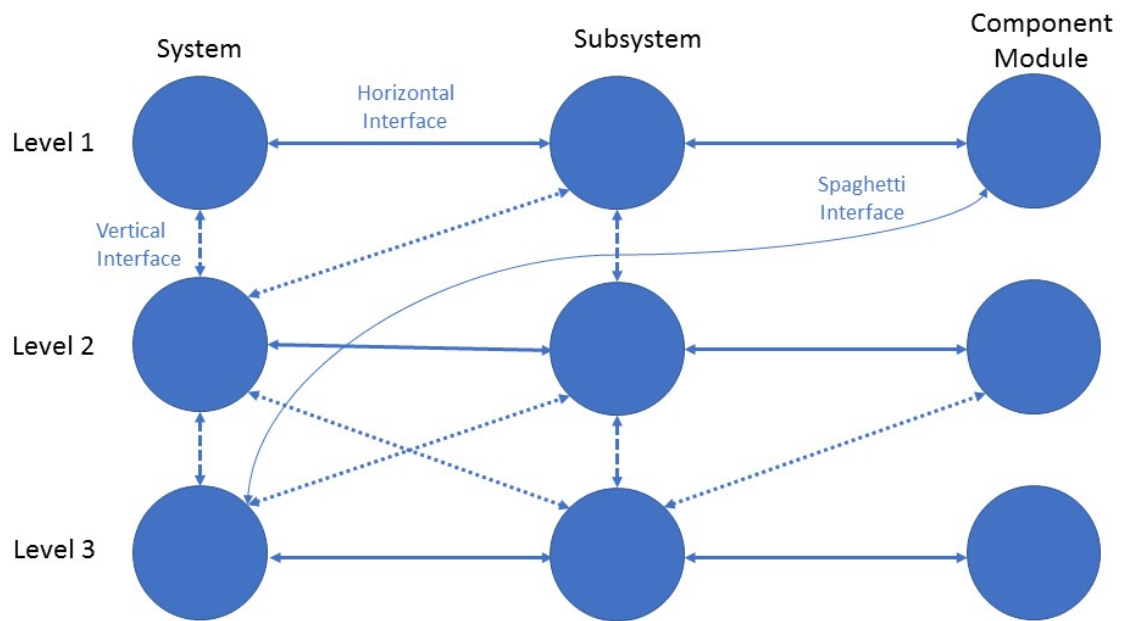 System
Subsystem
Component
Module
Level 1
Horizontal
Interface
Spaghetti
Interface
Vertical
Interface
Level 2
Level 3